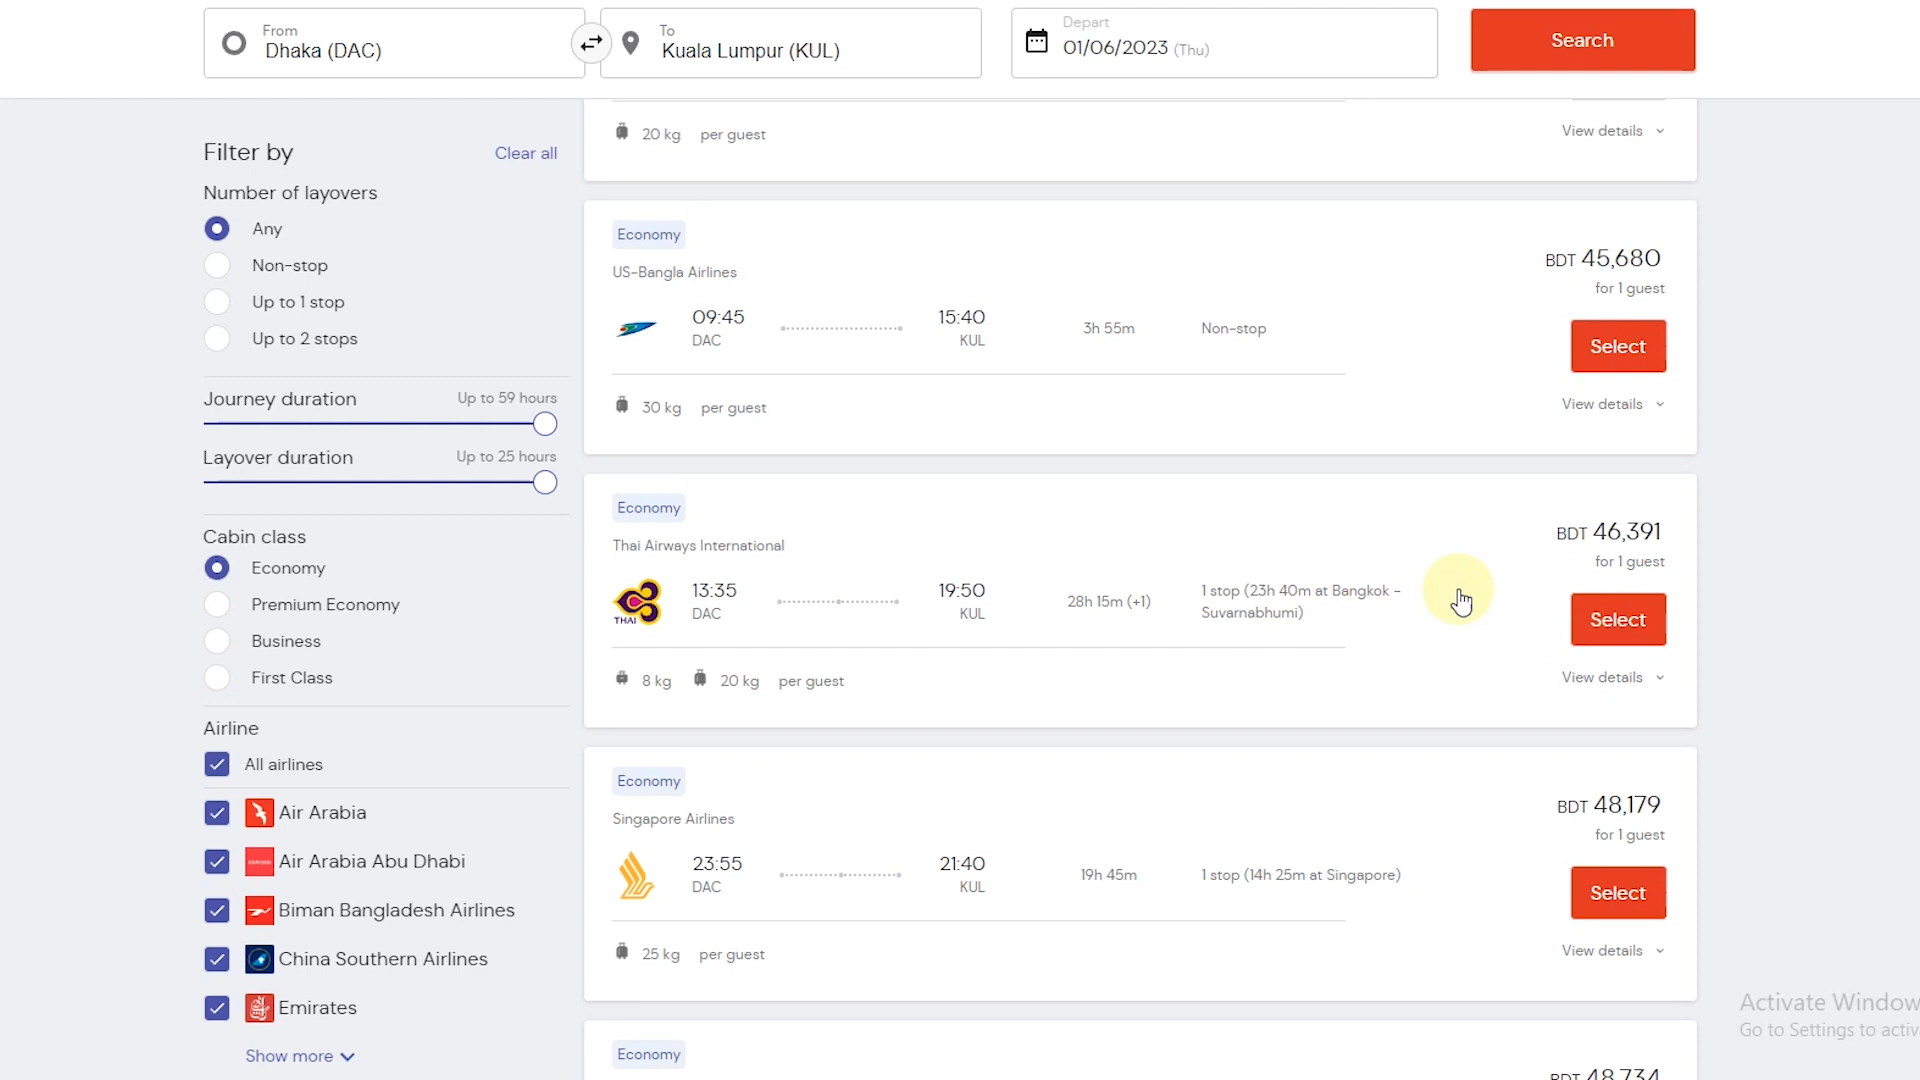 From
Dhaka (DAC)
To
Kuala Lumpur (KUL)
Depart
01/06/2023 (Thu)
Search
Filter by
Clear all
Number of layovers
Any
Non-stop
Up to 1 stop
Up to 2 stops
Journey duration
Up to 59 hours
Layover duration
Up to 25 hours
Cabin class
Economy
Premium Economy
Business
First Class
Airline
All airlines
Air Arabia
Air Arabia Abu Dhabi
Biman Bangladesh Airlines
China Southern Airlines
Emirates
Show more
20 kg per guest
View details
Economy
US-Bangla Airlines
BDT 45,680
for 1 guest
09:45 15:40
DAC KUL
3h 55m
Non-stop
Select
30 kg per guest
View details
Economy
Thai Airways International
BDT 46,391
for 1 guest
THAI
13:35 19:50
DAC KUL
28h 15m (+1)
1 stop (23h 40m at Bangkok -
Suvarnabhumi)
Select
8 kg 20 kg per guest
View details
Economy
Singapore Airlines
BDT 48,179
for 1 guest
23:55 21:40
DAC KUL
19h 45m
1 stop (14h 25m at Singapore)
Select
25 kg per guest
View details
Economy
BDT 48,734
Activate Window
Go to Settings to activ